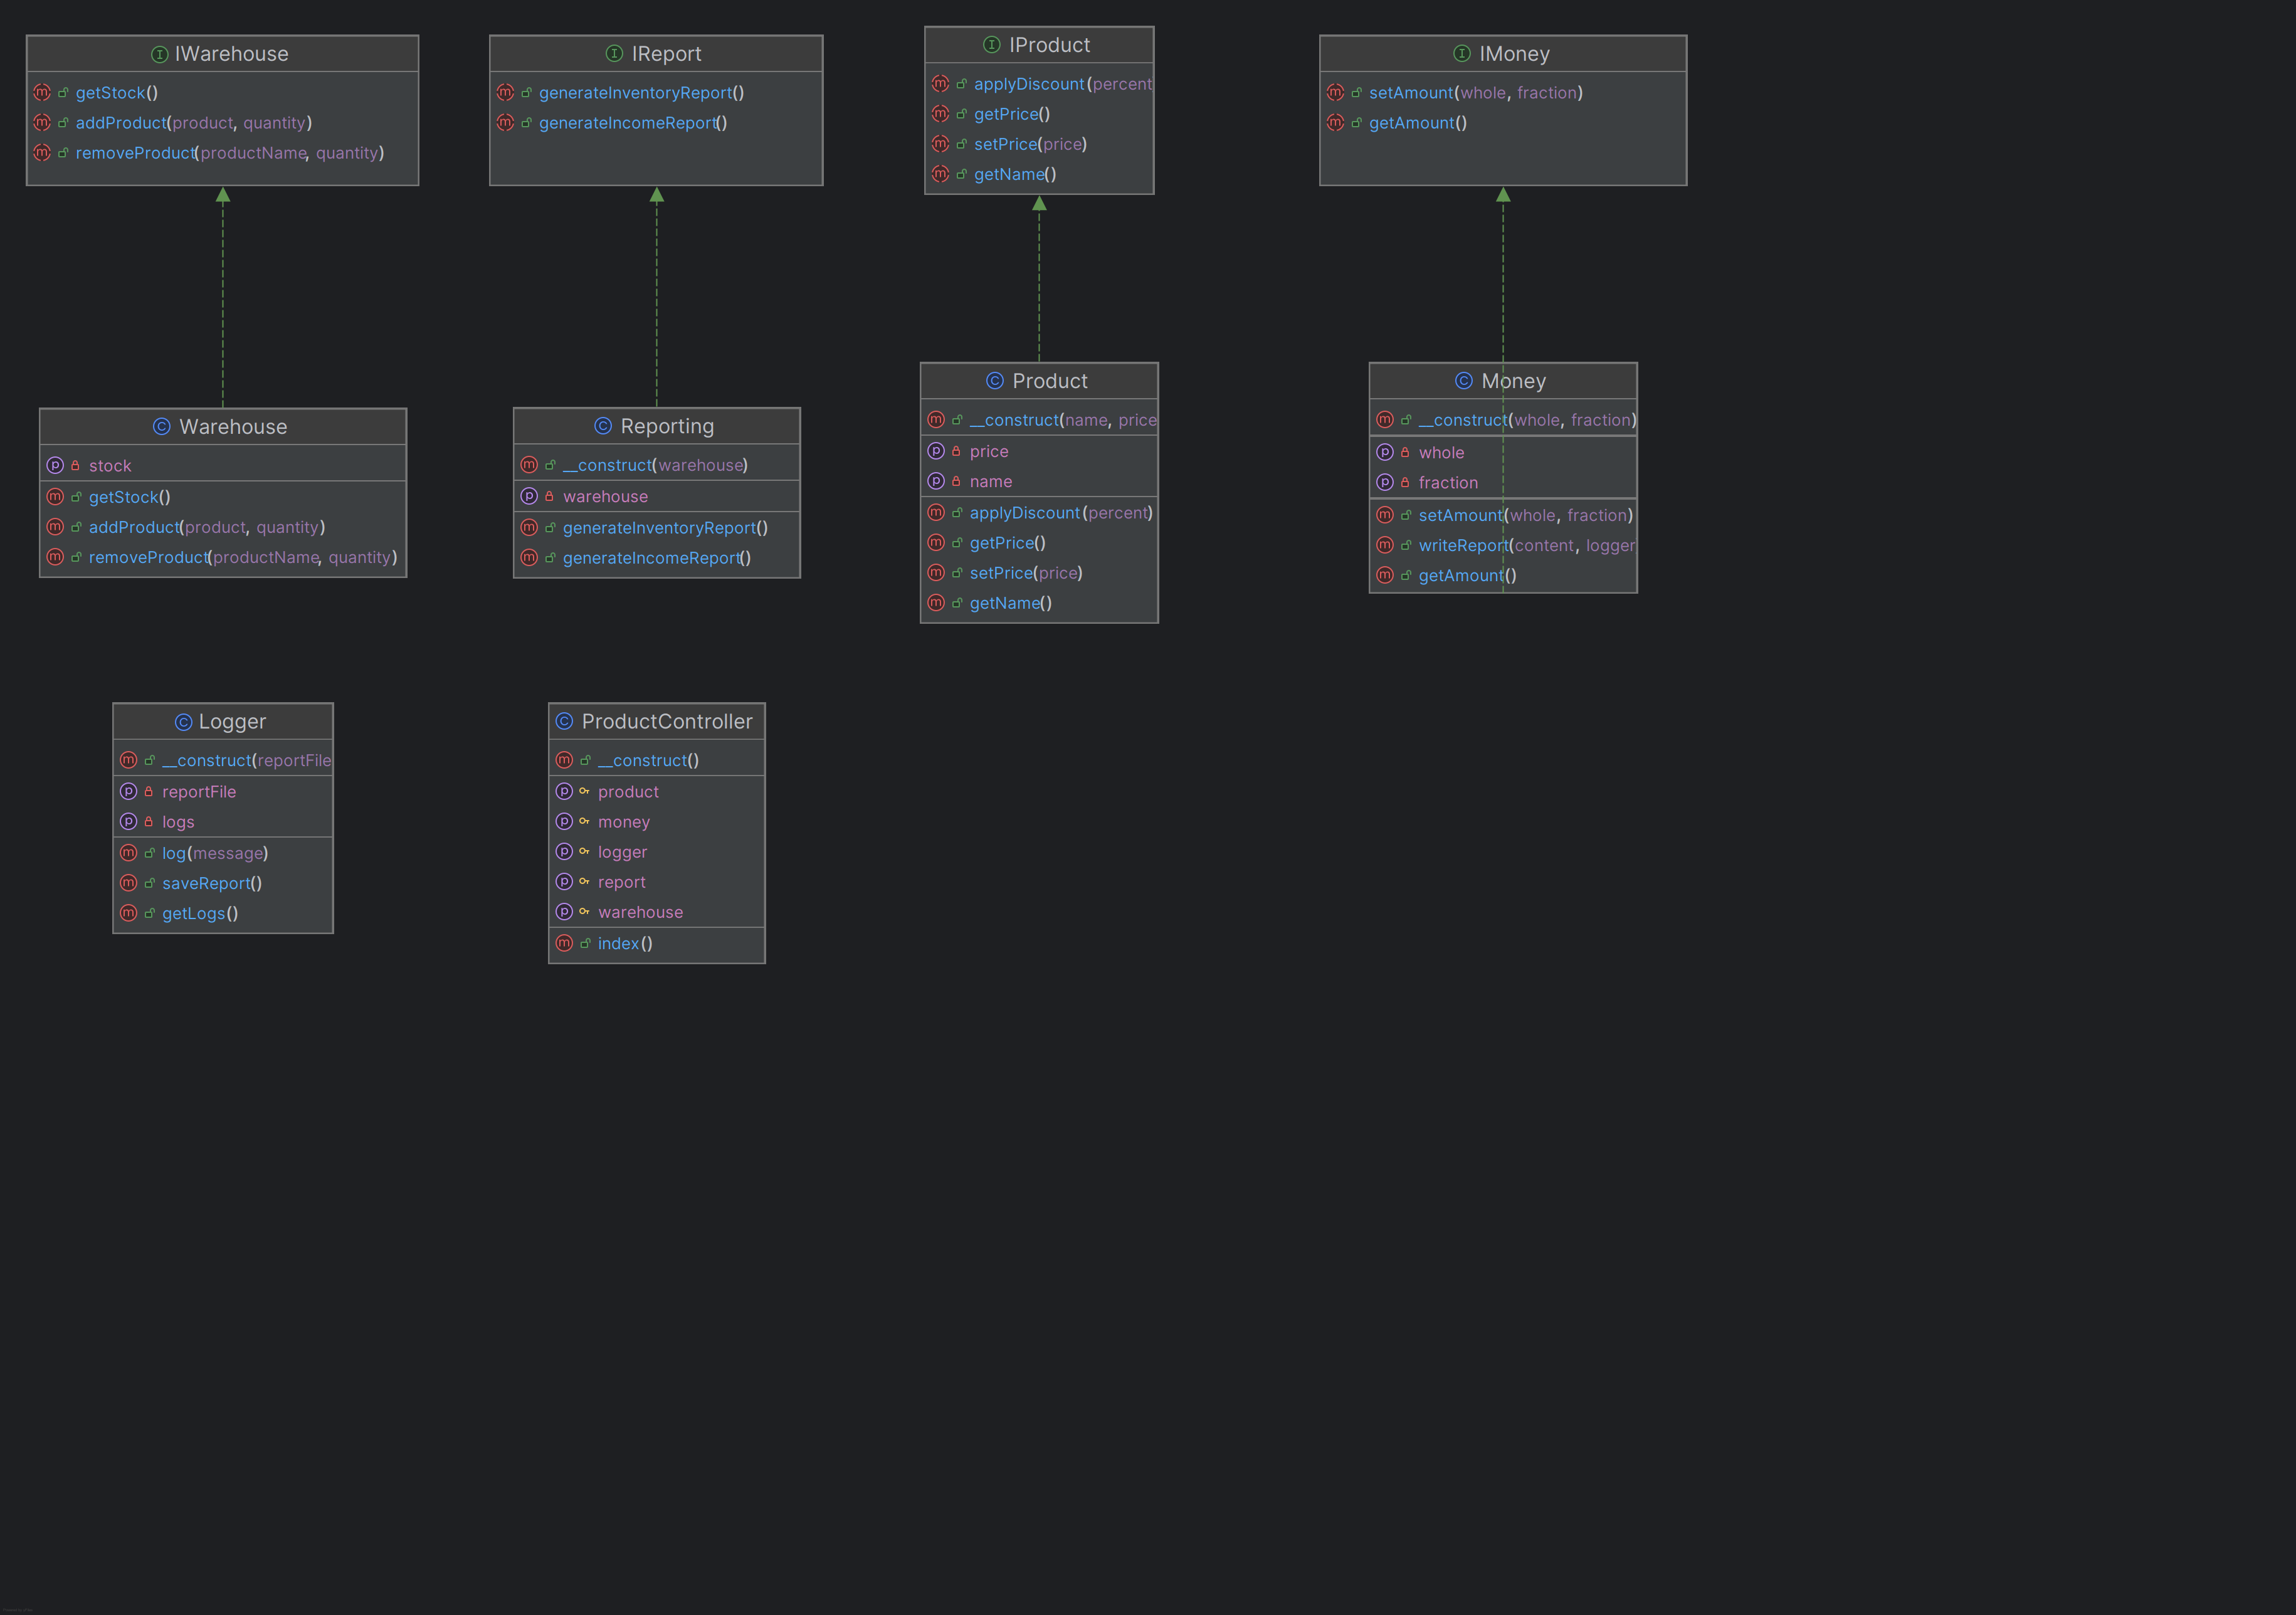 IWarehouse
getStock()
addProduct(product, quantity)
removeProduct(productName, quantity)
IReport
generateInventoryReport()
generateIncomeReport()
IProduct
applyDiscount(percent
getPrice()
setPrice(price)
getName()
IMoney
setAmount(whole, fraction)
getAmount()
Warehouse
stock
getStock()
addProduct(product, quantity)
removeProduct(productName, quantity)
Reporting
__construct(warehouse)
warehouse
generateInventoryReport()
generateIncomeReport()
Product
__construct(name, price
price
name
applyDiscount(percent)
getPrice()
setPrice(price)
getName()
Money
__construct(whole, fraction)
whole
fraction
setAmount(whole, fraction)
writeReport(content, logger
getAmount()
Logger
__construct(reportFile
reportFile
logs
log(message)
saveReport()
getLogs()
ProductController
__construct()
product
money
logger
report
warehouse
index()